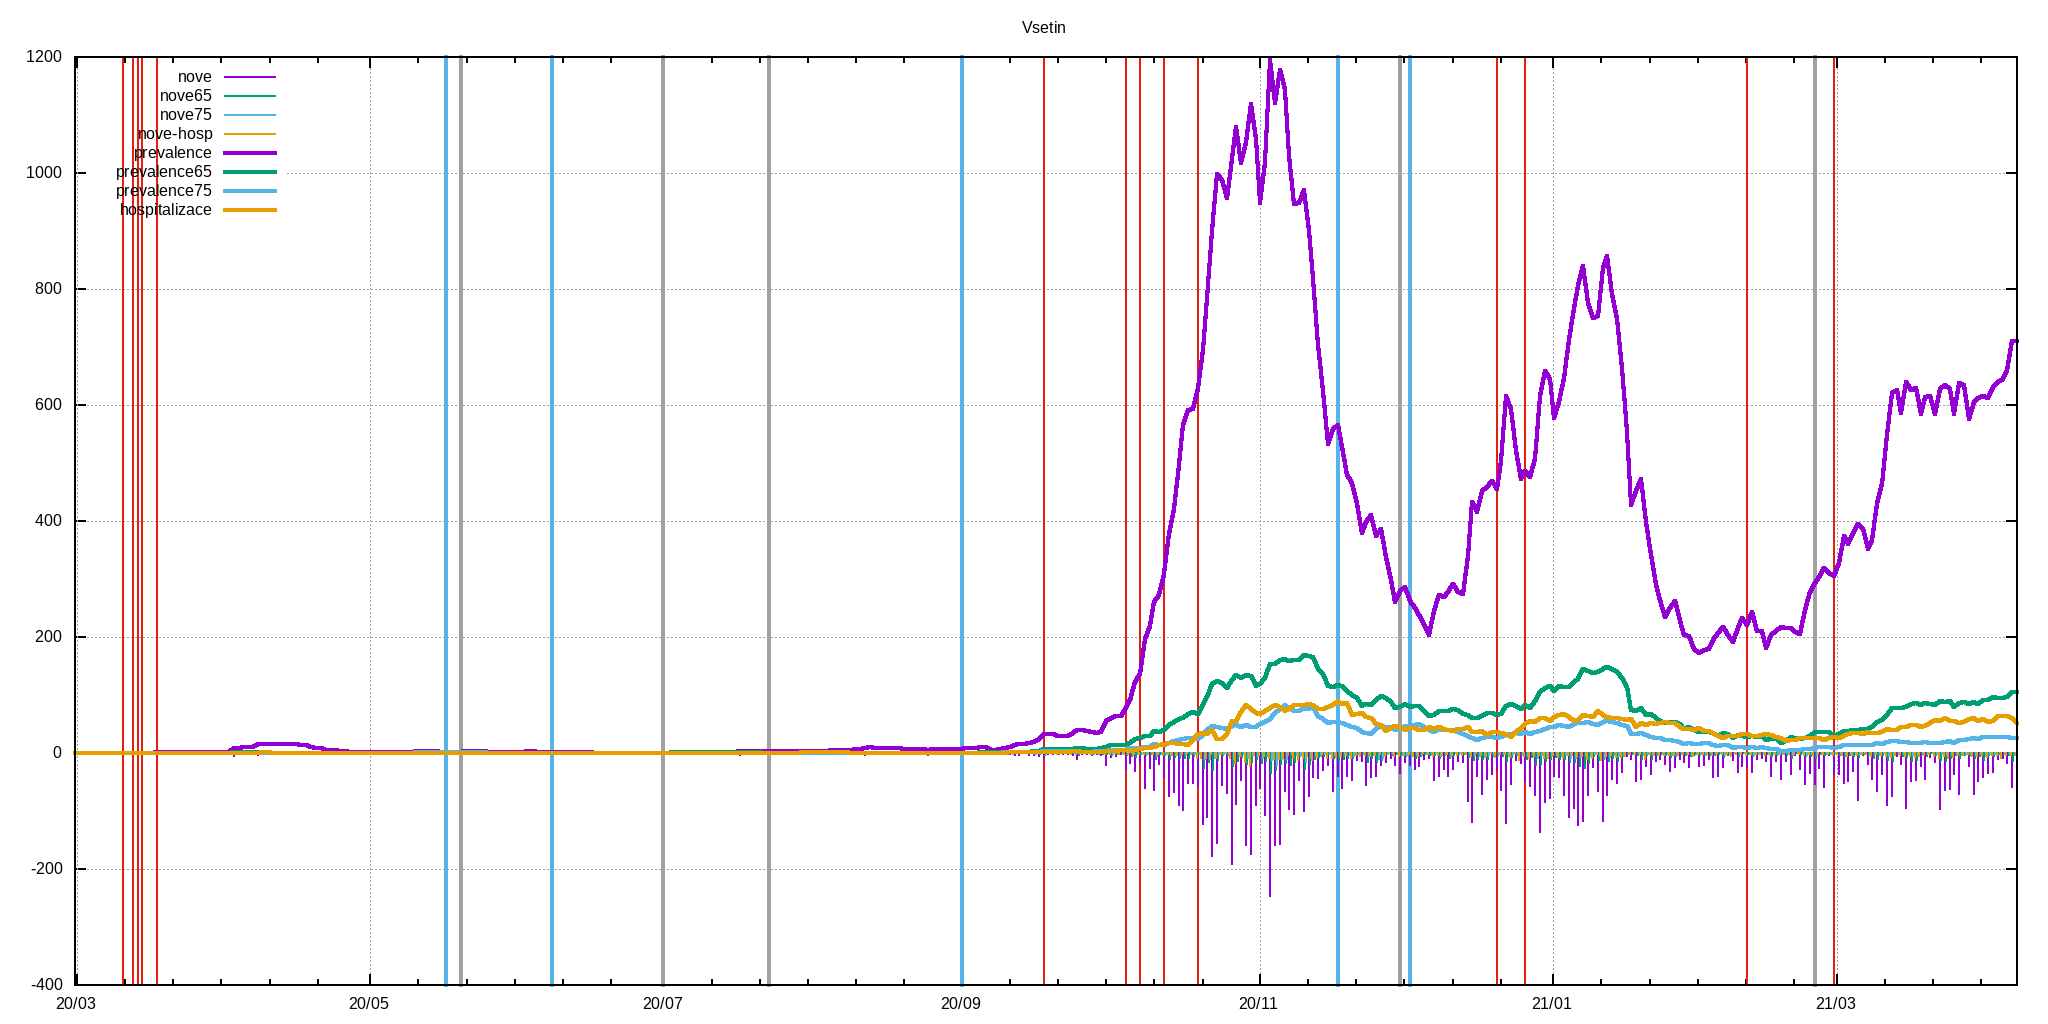 Vsetin
1200
1000
800
600
400
200
0
-200
-400
nove
nove65
nove75
nove-hosp
prevalence
prevalence65
prevalence75
hospitalizace
20/03
20/05
20/07
20/09
20/11
21/01
21/03